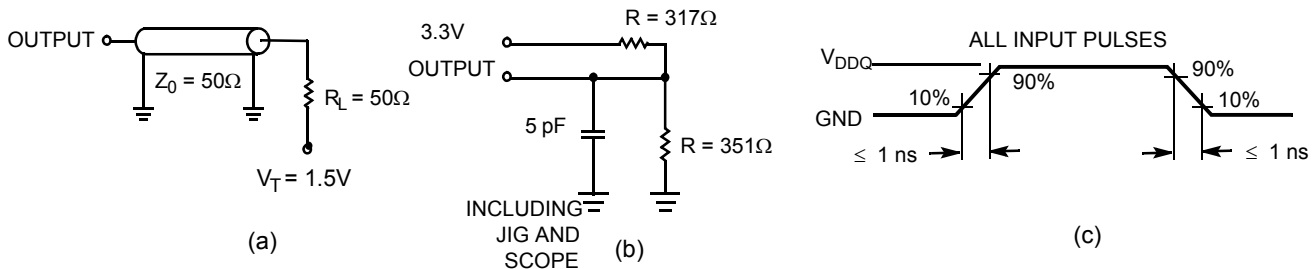 OUTPUT
Z0 = 50Ω
RL = 50Ω
VT = 1.5V
(a)
R = 317Ω
3.3V
OUTPUT
5 pF
R = 351Ω
INCLUDING
JIG AND
SCOPE
(b)
ALL INPUT PULSES
VDDQ
GND
10%
90%
90%
10%
≤ 1 ns
≤ 1 ns
(c)